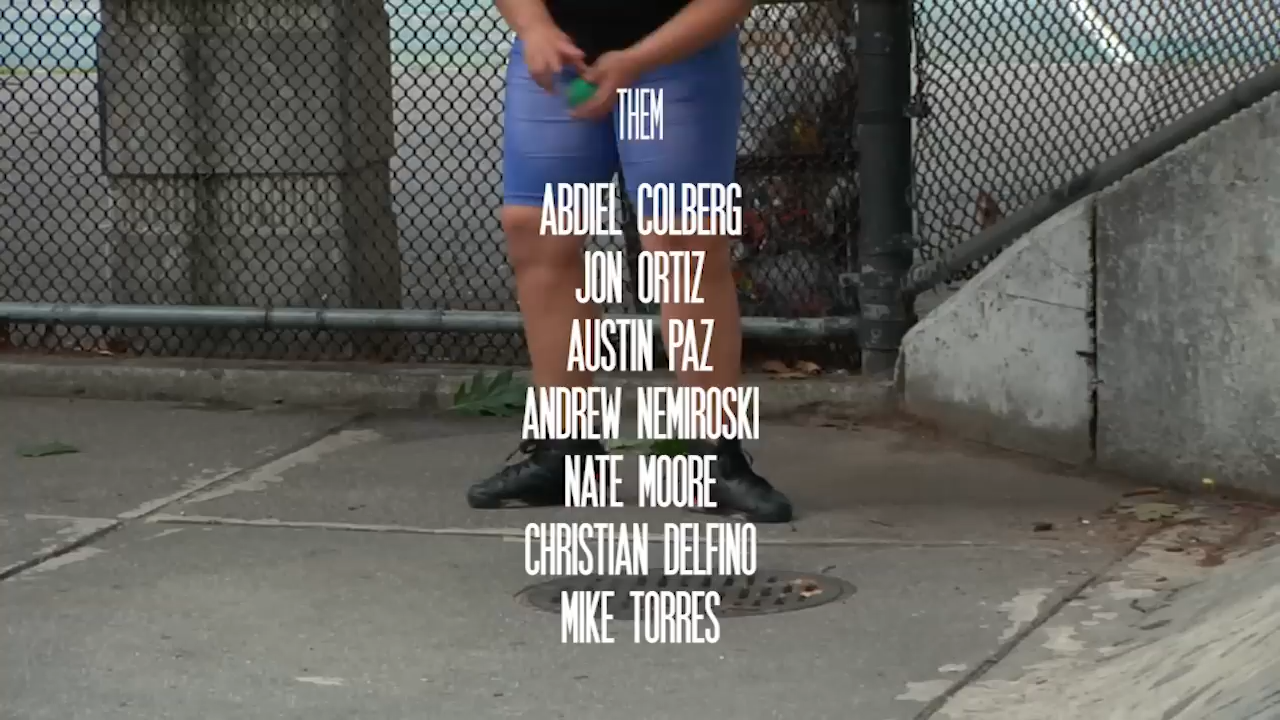 THEM
ABDIEL COLBERG
JON ORTIZ
AUSTIN PAZ
ANDREW NEMIROSKI
NATE MOORE
CHRISTIAN DELFINO
MIKE TORRES